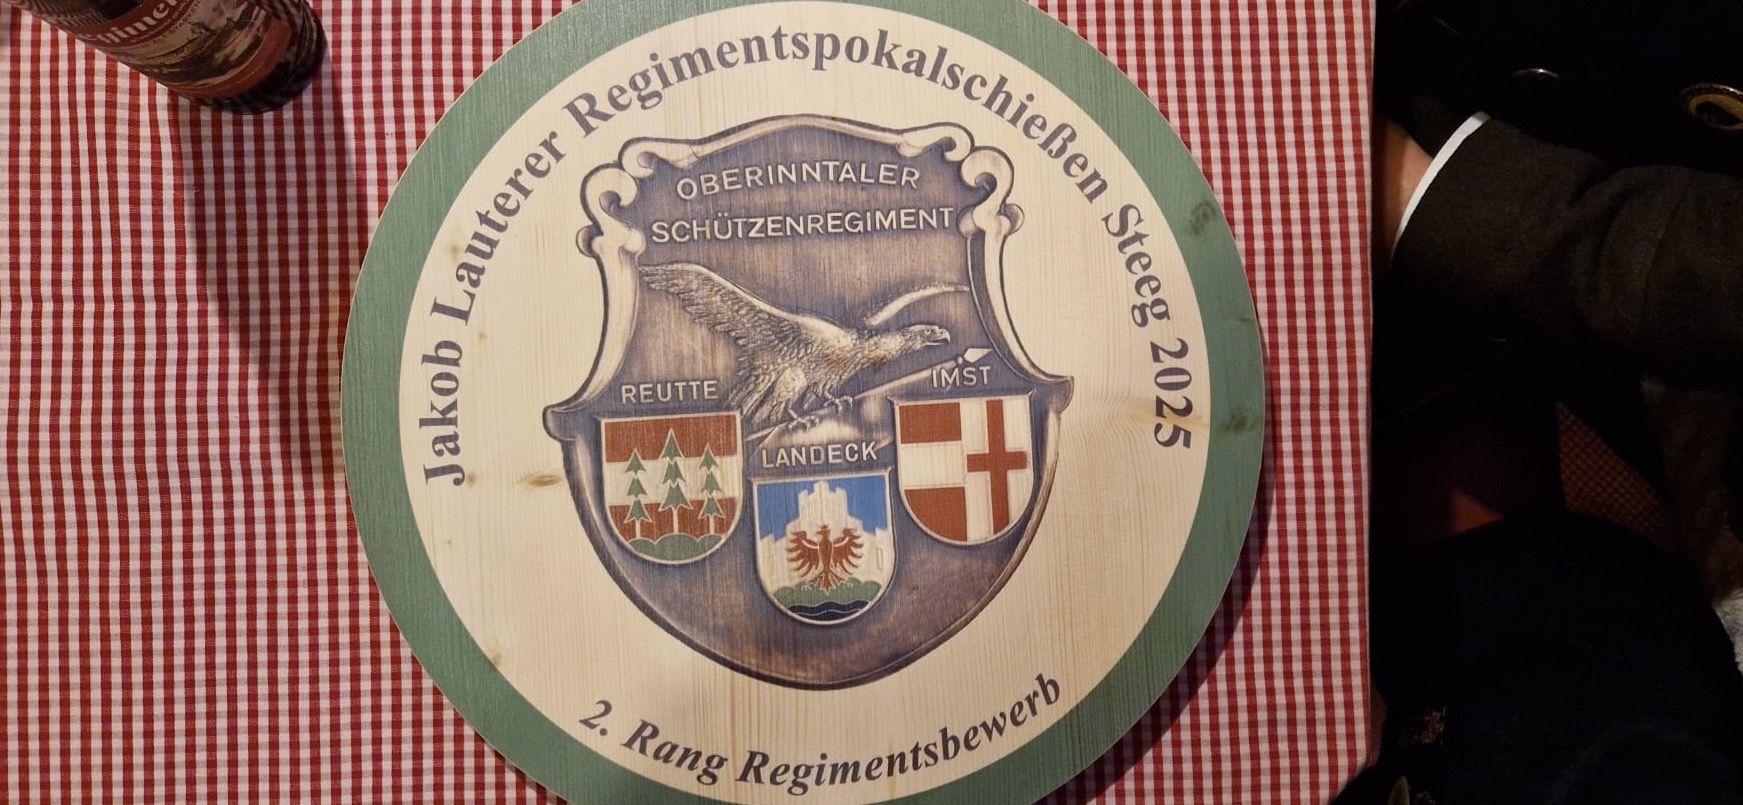 Jakob Lauterer Regimentspokalschießen Steeg 2025
OBERINNTALER
SCHÜTZENREGIMENT
REUTTE
IMST
LANDECK
2. Rang Regimentsbewerb